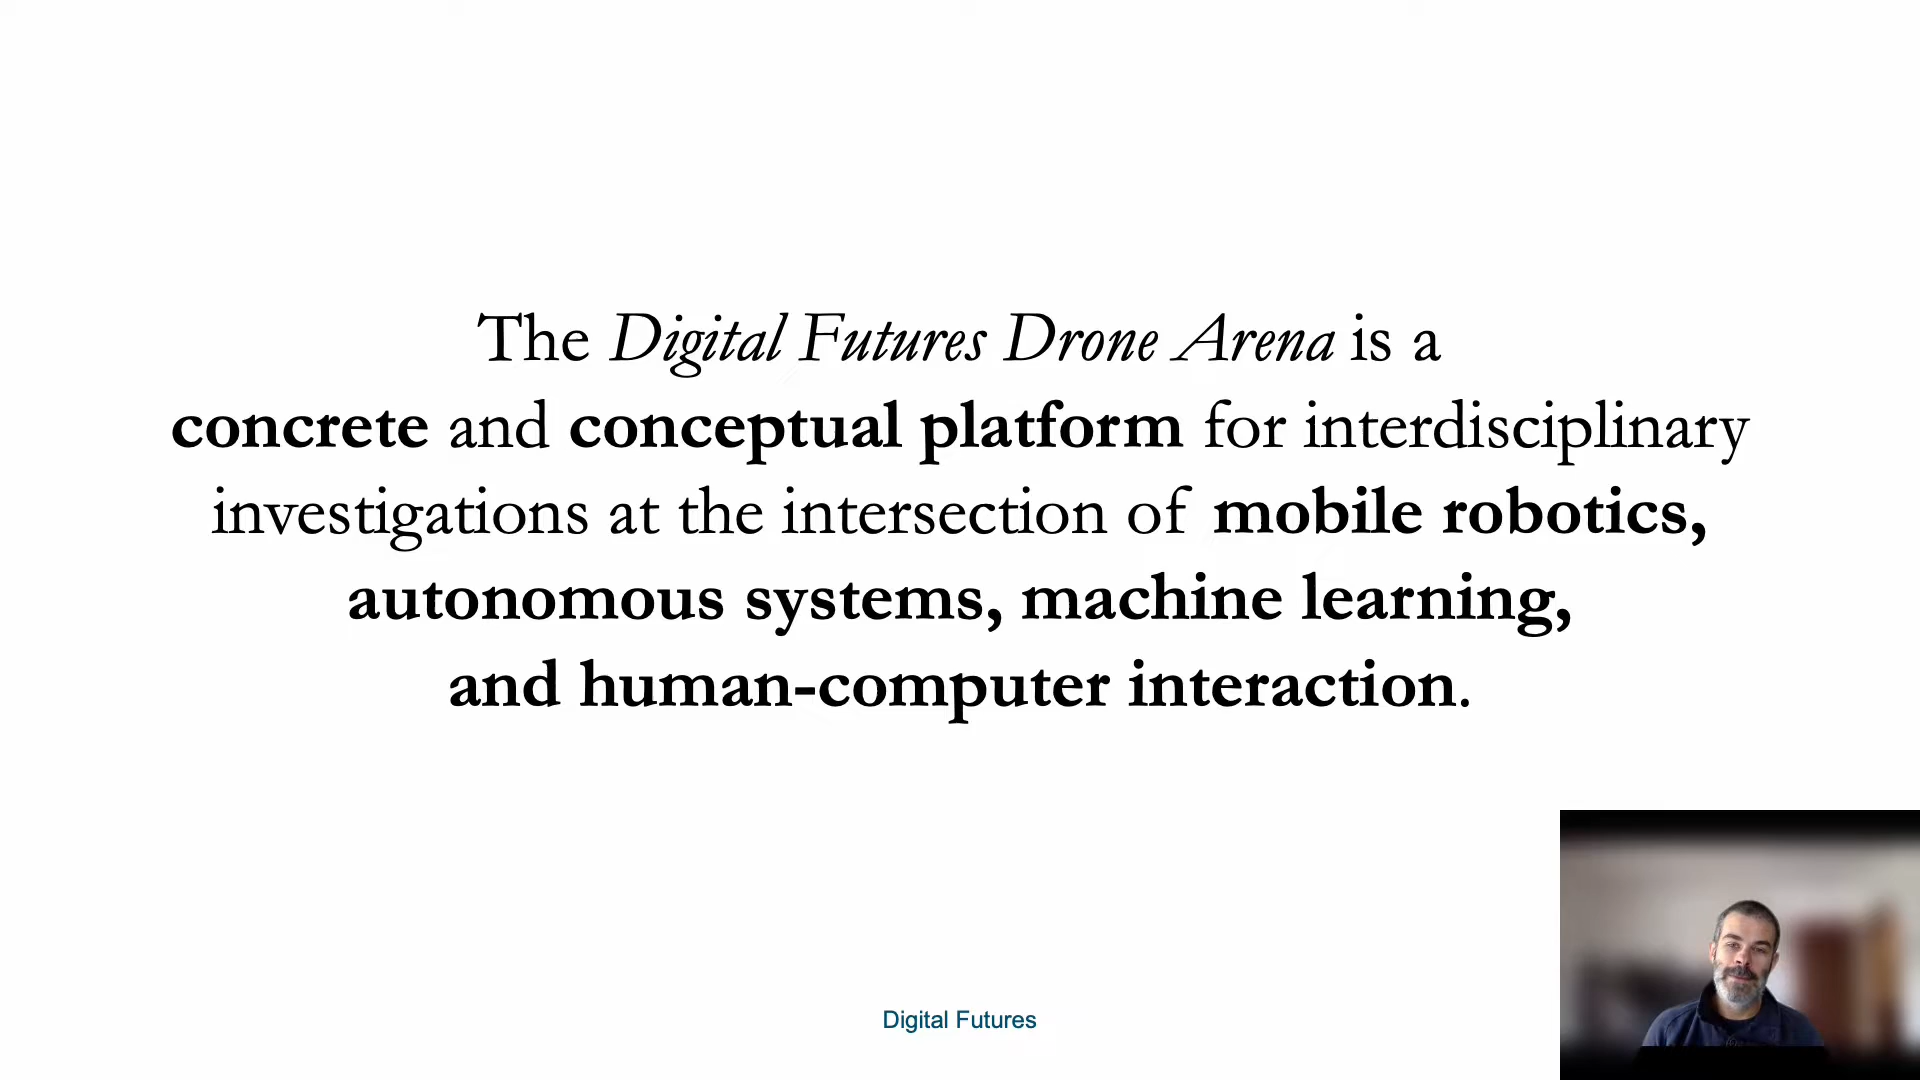 The Digital Futures Drone Arena is a
concrete and conceptual platform for interdisciplinary
investigations at the intersection of mobile robotics,
autonomous systems, machine learning,
and human-computer interaction.
Digital Futures